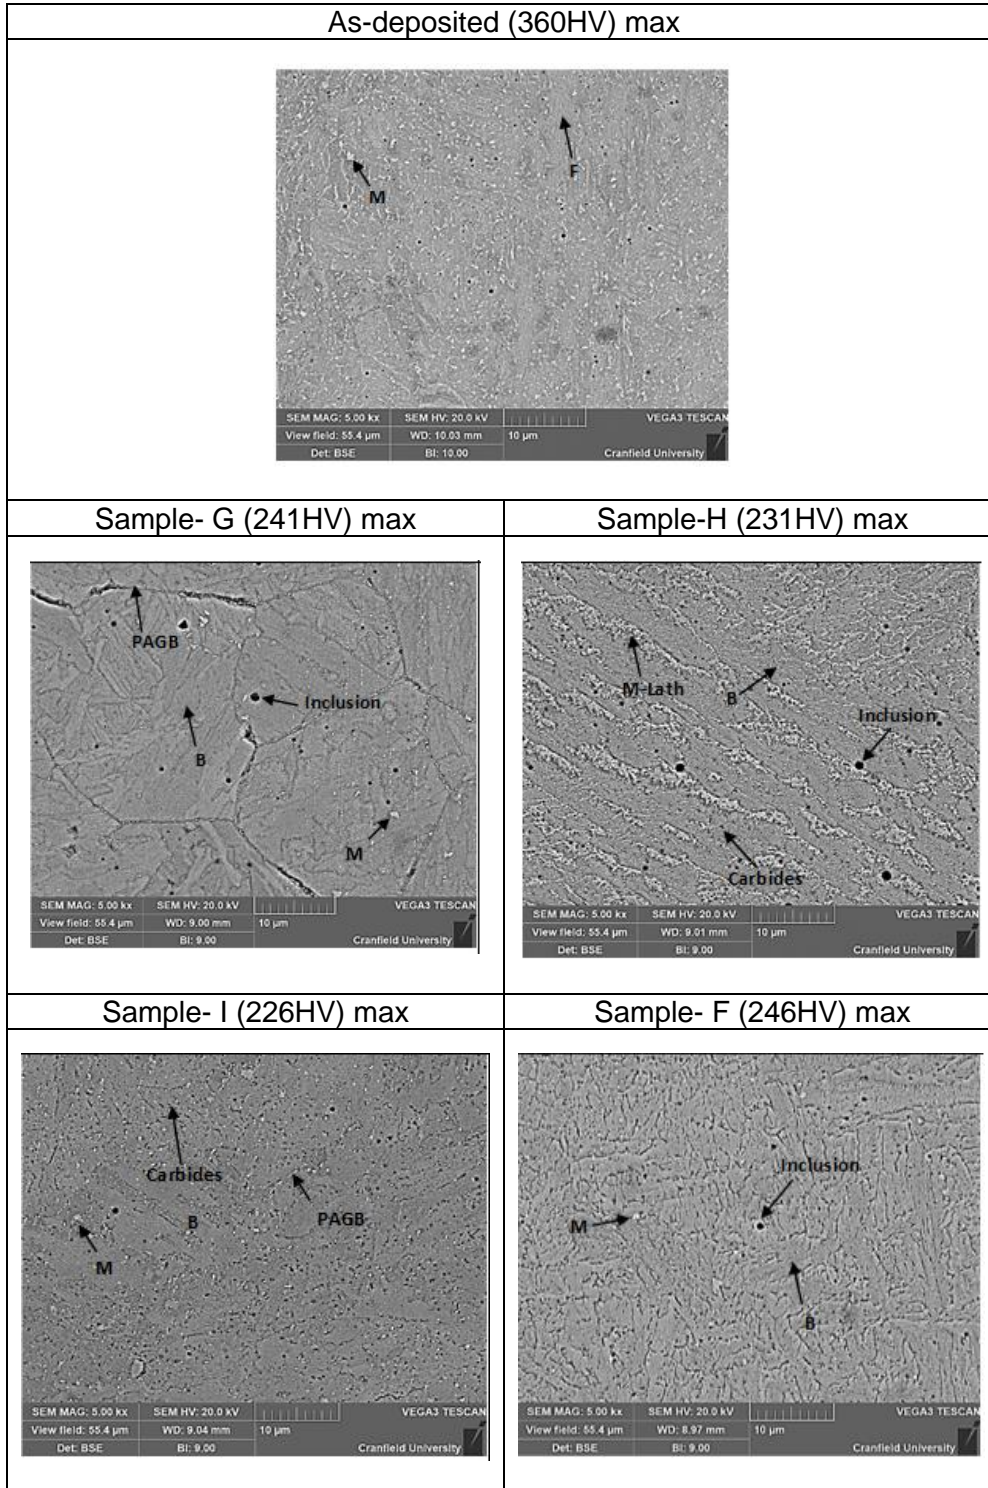 As-deposited (360HV) max
F
M
SEM MAG: 5.00 kx SEM HV: 20.0 kV VEGA3 TESCAN
View field: 55.4 µm WD: 10.03 mm 10 µm
Det: BSE BI: 10.00 Cranfield University
Sample- G (241HV) max
PAGB
Inclusion
B
M
SEM MAG: 5.00 kx SEM HV: 20.0 kV VEGA3 TESCAN
View field: 55.4 µm WD: 9.00 mm 10 µm
Det: BSE BI: 9.00 Cranfield University
Sample-H (231HV) max
M-Lath
B
Inclusion
Carbides
SEM MAG: 5.00 kx SEM HV: 20.0 kV VEGA3 TESCAN
View field: 55.4 µm WD: 9.01 mm 10 µm
Det: BSE BI: 9.00 Cranfield University
Sample- I (226HV) max
Carbides
B
PAGB
M
SEM MAG: 5.00 kx SEM HV: 20.0 kV VEGA3 TESCAN
View field: 55.4 µm WD: 9.04 mm 10 µm
Det: BSE BI: 9.00 Cranfield University
Sample- F (246HV) max
Inclusion
M
B
SEM MAG: 5.00 kx SEM HV: 20.0 kV VEGA3 TESCAN
View field: 55.4 µm WD: 8.97 mm 10 µm
Det: BSE BI: 9.00 Cranfield University